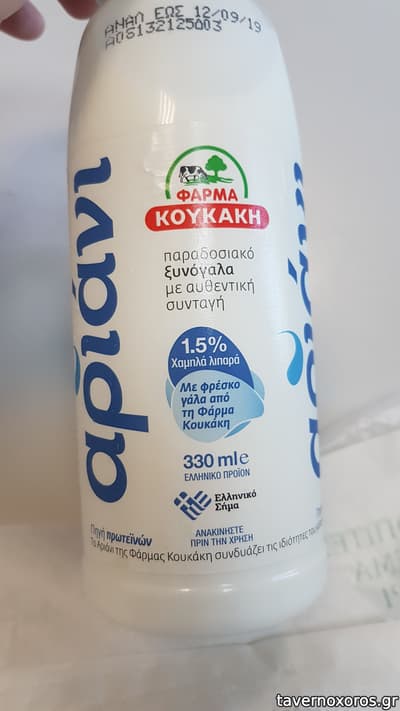 ΑΝΑΛ ΕΩΣ 12/09/19
A08132125003
αριάνι
ΦΑΡΜΑ
ΚΟΥΚΑΚΗ
παραδοσιακό
ξυνόγαλα
με αυθεντική
συνταγή
1.5%
Χαμηλά λιπαρά
Με φρέσκο
γάλα από
τη Φάρμα
Κουκάκη
330 ml e
ΕΛΛΗΝΙΚΟ ΠΡΟΪΟΝ
Ελληνικό
Σήμα
Πηγή πρωτεϊνών
ΑΝΑΚΙΝΗΣΤΕ
ΠΡΙΝ ΤΗΝ ΧΡΗΣΗ
Το Αριάνι της Φάρμας Κουκάκη συνδυάζει τις ιδιότητες του
tavernoxoros.gr